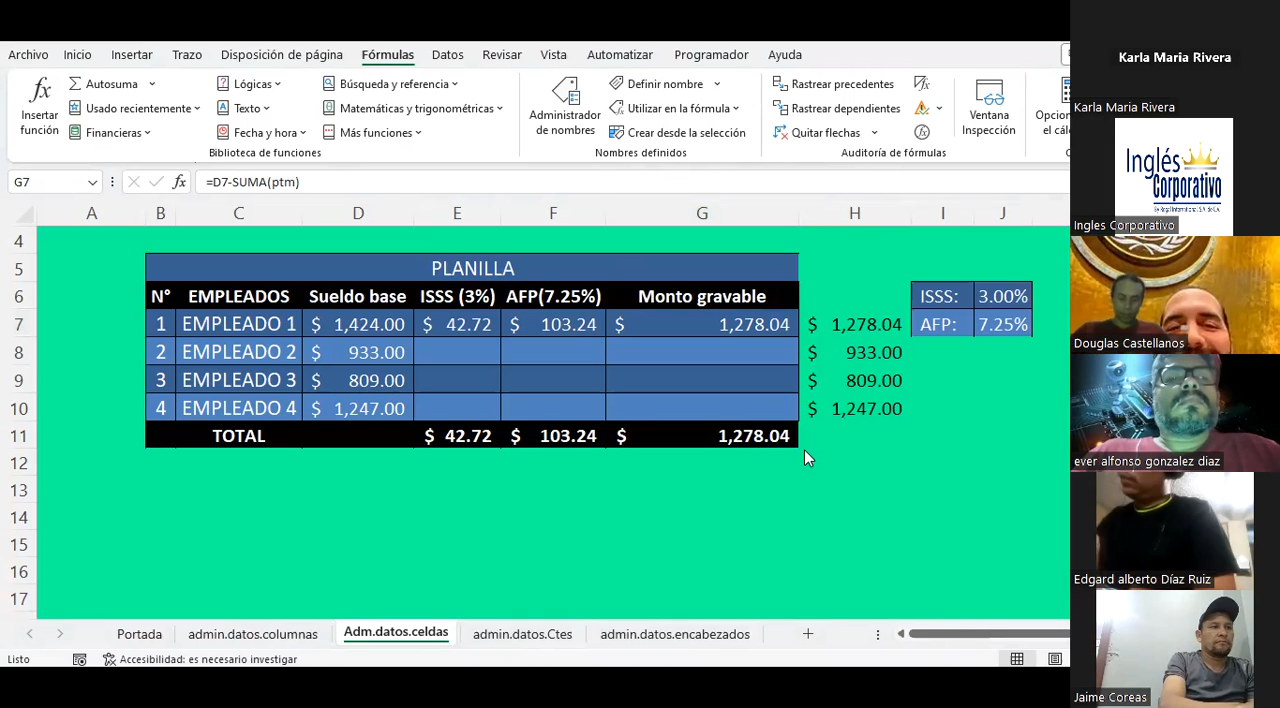 Archivo Inicio Insertar Trazo Disposición de página Fórmulas Datos Revisar Vista Automatizar Programador Ayuda
fx Insertar función
Autosuma
Usado recientemente
Financieras
Lógicas
Texto
Fecha y hora
Búsqueda y referencia
Matemáticas y trigonométricas
Más funciones
Biblioteca de funciones
Administrador de nombres
Definir nombre
Utilizar en la fórmula
Crear desde la selección
Nombres definidos
Rastrear precedentes
Rastrear dependientes
Quitar flechas
Auditoría de fórmulas
Ventana Inspección
G7 fx =D7-SUMA(ptm)
A B C D E F G H I J
4
5 PLANILLA
6 N° EMPLEADOS Sueldo base ISSS (3%) AFP(7.25%) Monto gravable ISSS: 3.00%
7 1 EMPLEADO 1 $ 1,424.00 $ 42.72 $ 103.24 $ 1,278.04 $ 1,278.04 AFP: 7.25%
8 2 EMPLEADO 2 $ 933.00 $ 933.00
9 3 EMPLEADO 3 $ 809.00 $ 809.00
10 4 EMPLEADO 4 $ 1,247.00 $ 1,247.00
11 TOTAL $ 42.72 $ 103.24 $ 1,278.04
12
13
14
15
16
17
Portada admin.datos.columnas Adm.datos.celdas admin.datos.Ctes admin.datos.encabezados +
Listo Accesibilidad: es necesario investigar
Karla Maria Rivera
Karla Maria Rivera
Inglés
Corporativo
Ingles Corporativo
Douglas Castellanos
ever alfonso gonzalez diaz
Edgard alberto Díaz Ruiz
Jaime Coreas